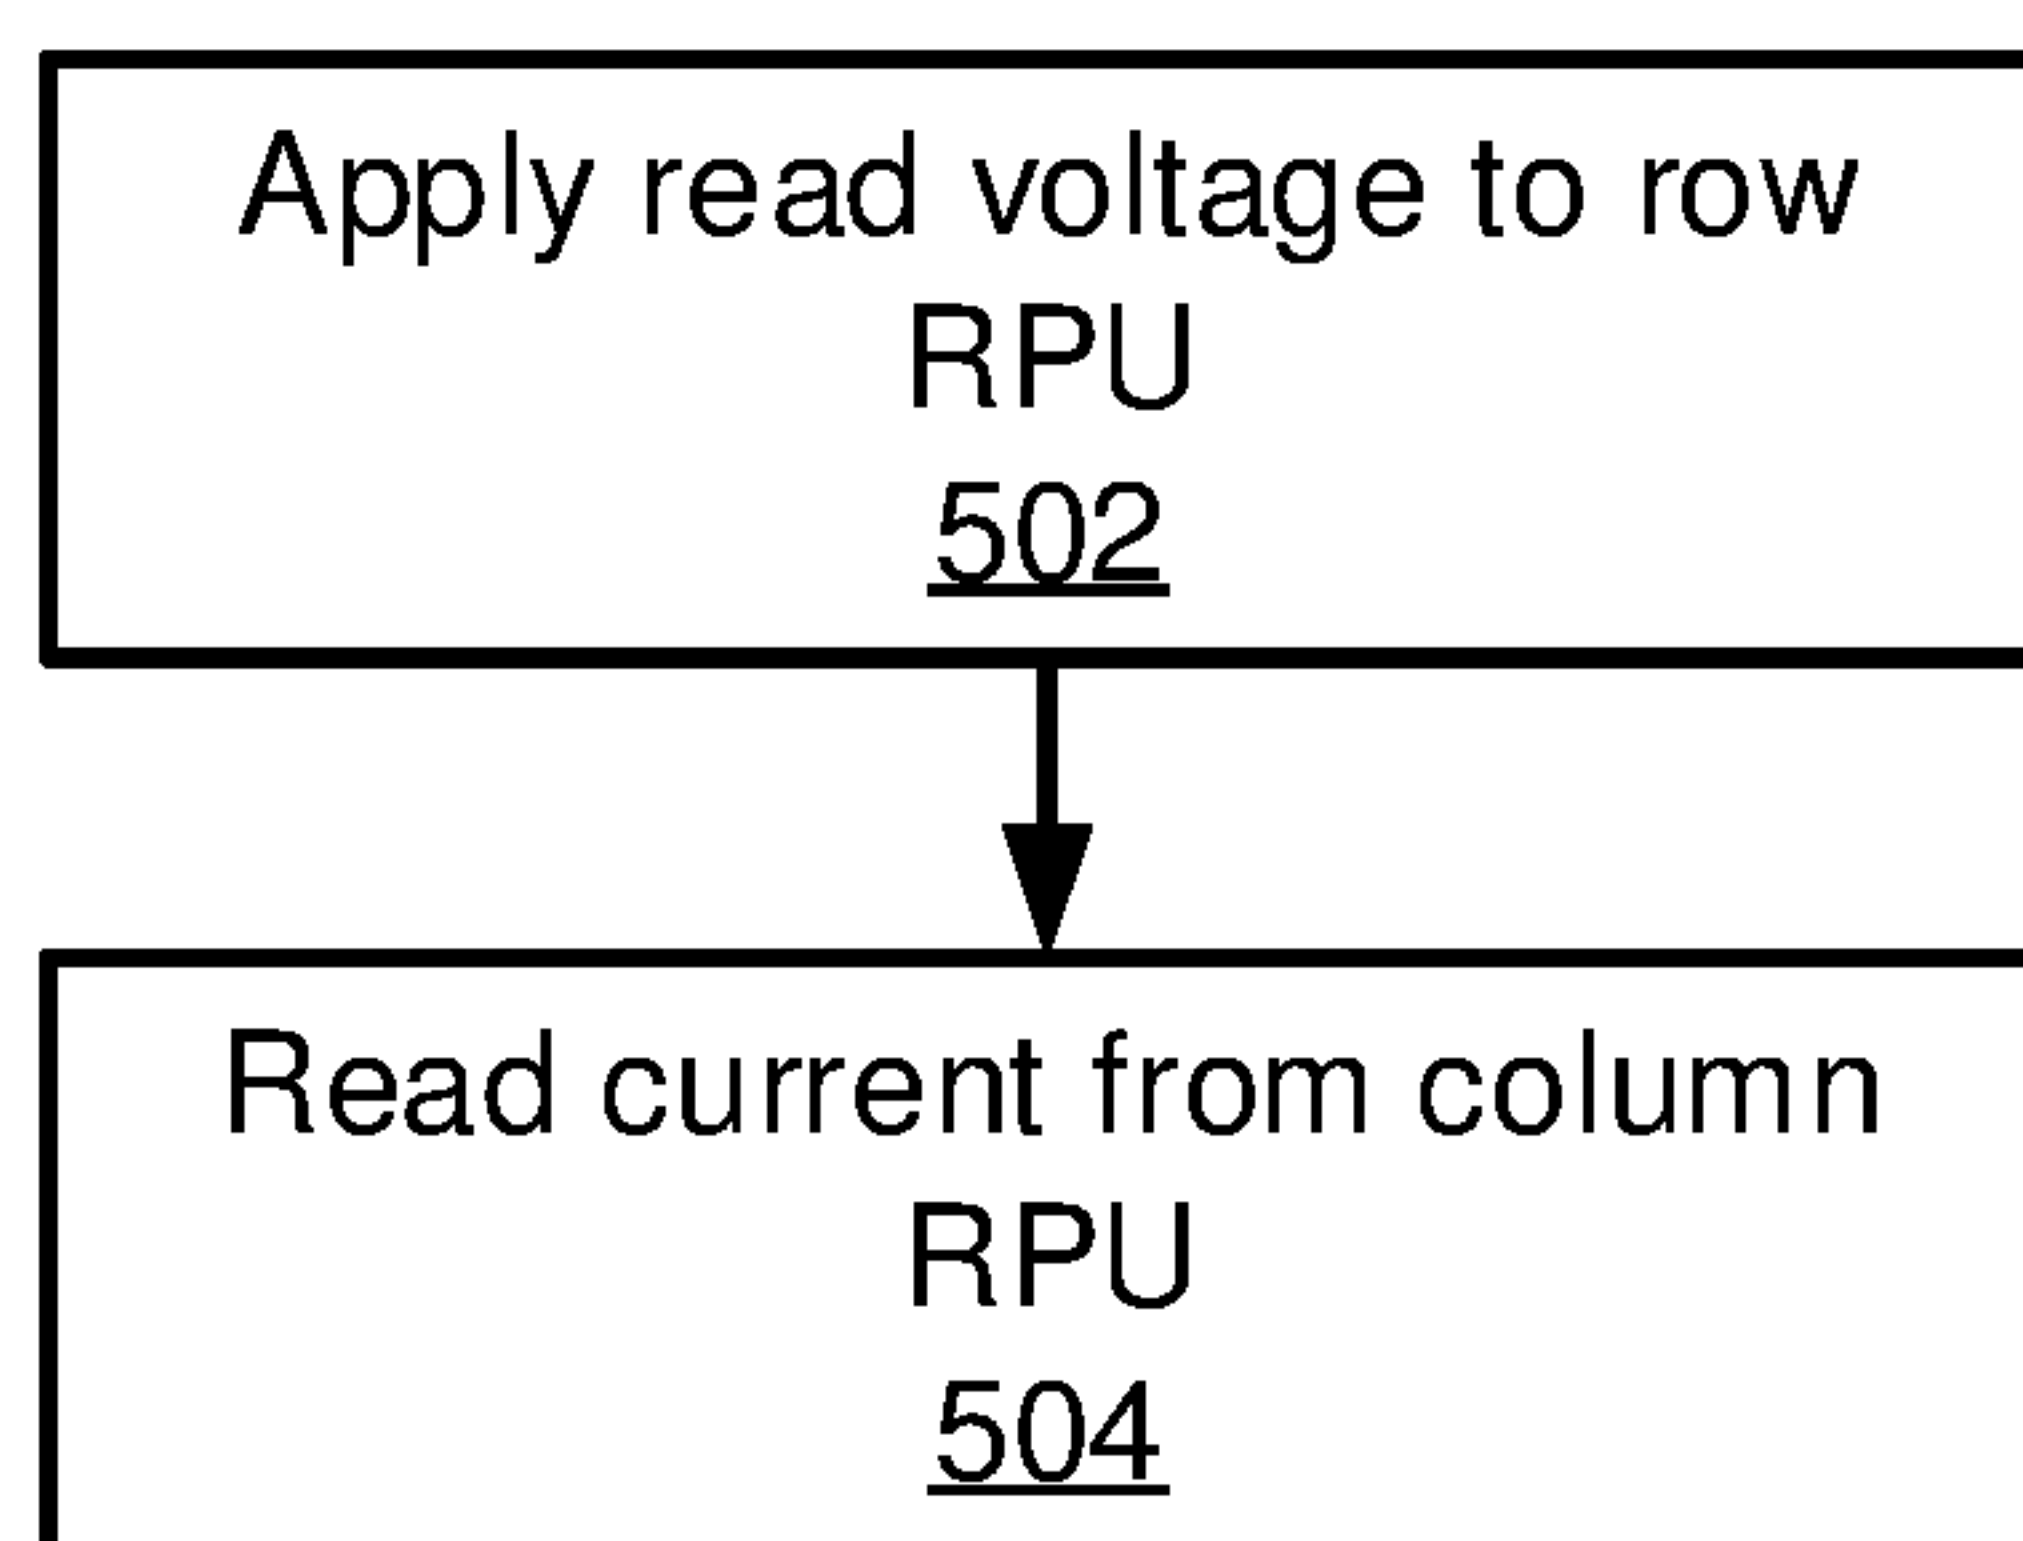 Apply read voltage to row
RPU
502
Read current from column
RPU
504